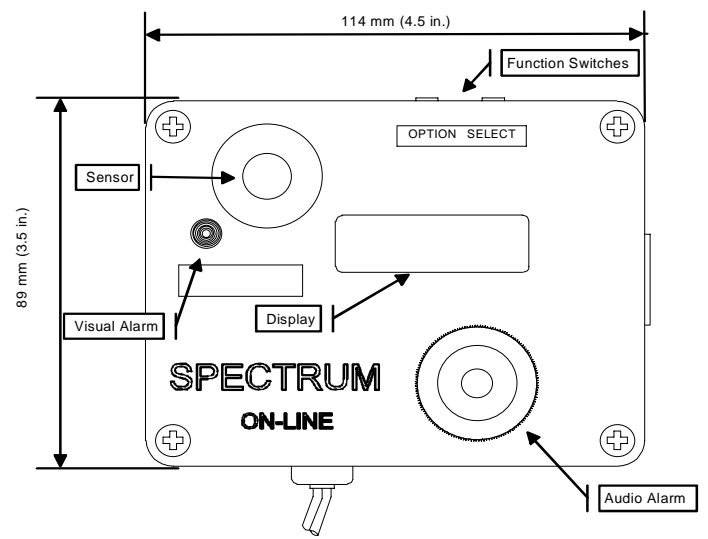 114 mm (4.5 in.)
Function Switches
OPTION SELECT
Sensor
89 mm (3.5 in.)
Visual Alarm
Display
SPECTRUM
ON-LINE
Audio Alarm